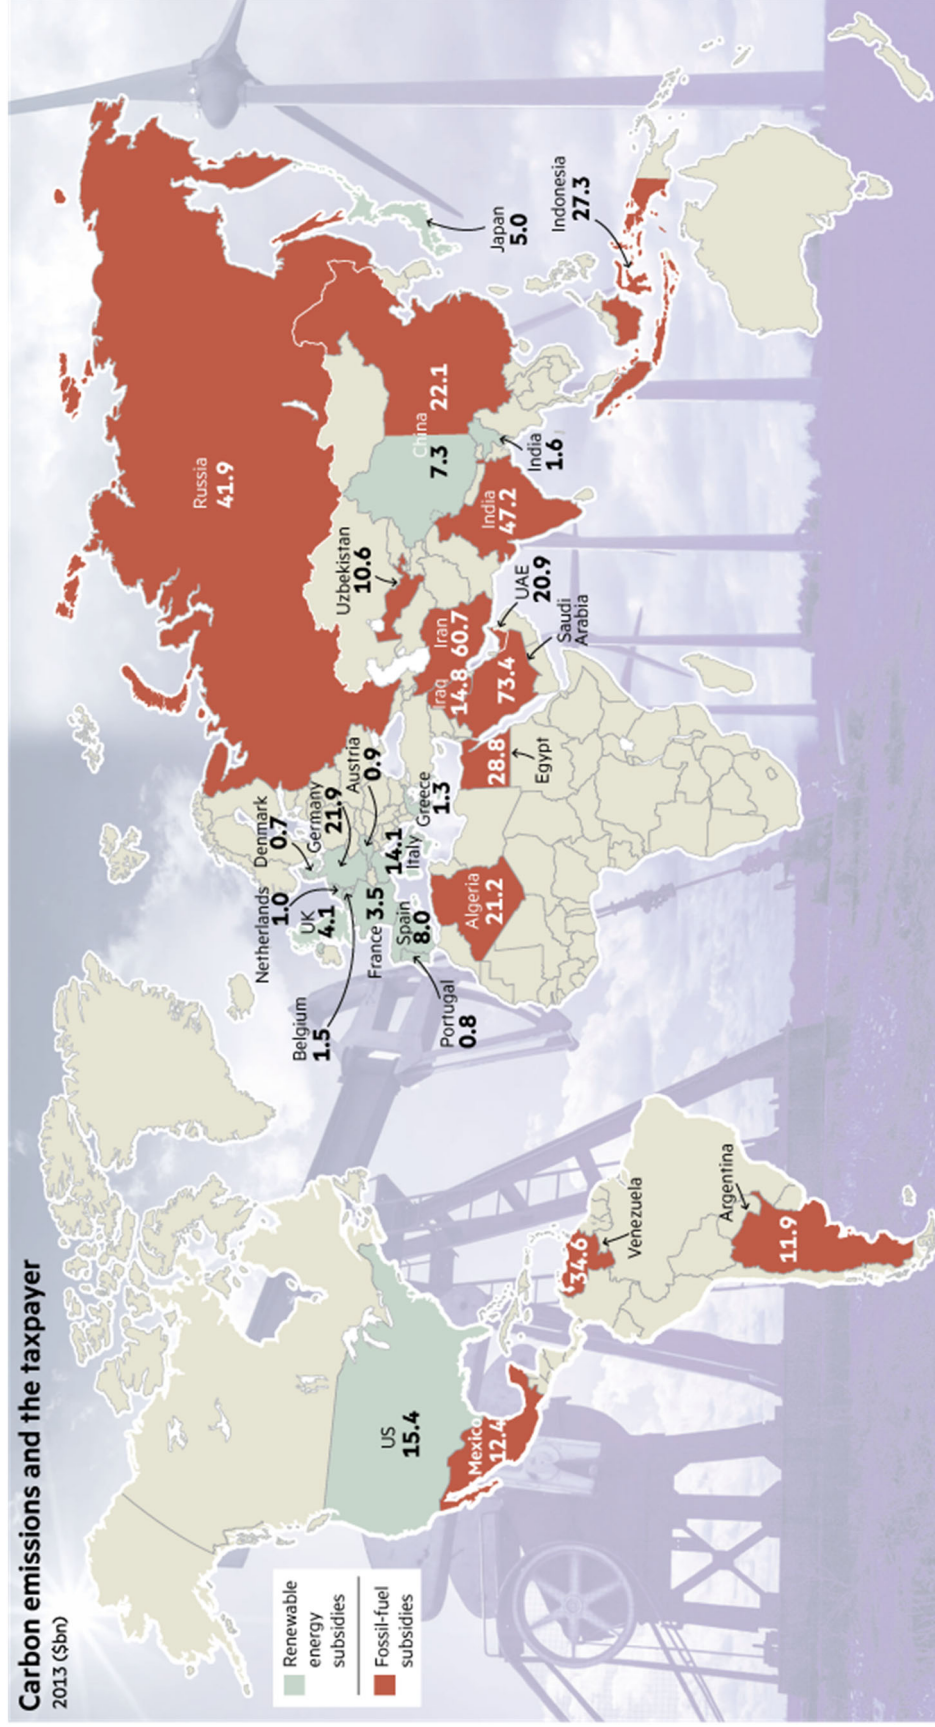 Carbon emissions and the taxpayer
2013 ($bn)
Renewable
energy
subsidies
Fossil-fuel
subsidies
US
15.4
Mexico
12.4
34.6
Venezuela
Argentina
11.9
Netherlands
1.0
Denmark
0.7
UK
4.1
Germany
21.9
Austria
0.9
Belgium
1.5
France 3.5
14.1
Italy
Greece
1.3
Spain
8.0
Portugal
0.8
Algeria
21.2
28.8
Egypt
Russia
41.9
Uzbekistan
10.6
Iraq
14.8
Iran
60.7
73.4
Saudi
Arabia
UAE
20.9
India
47.2
India
1.6
China
7.3
22.1
Japan
5.0
Indonesia
27.3